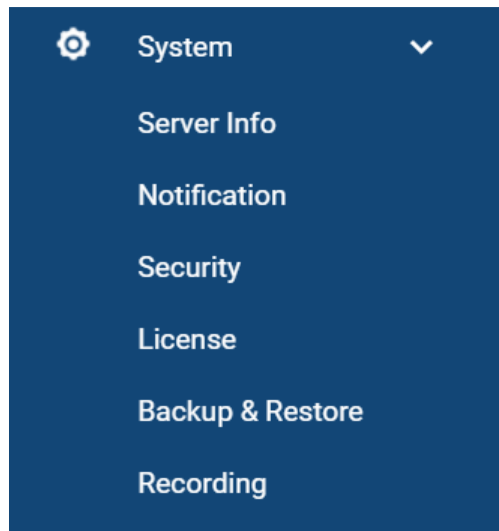 System
Server Info
Notification
Security
License
Backup & Restore
Recording